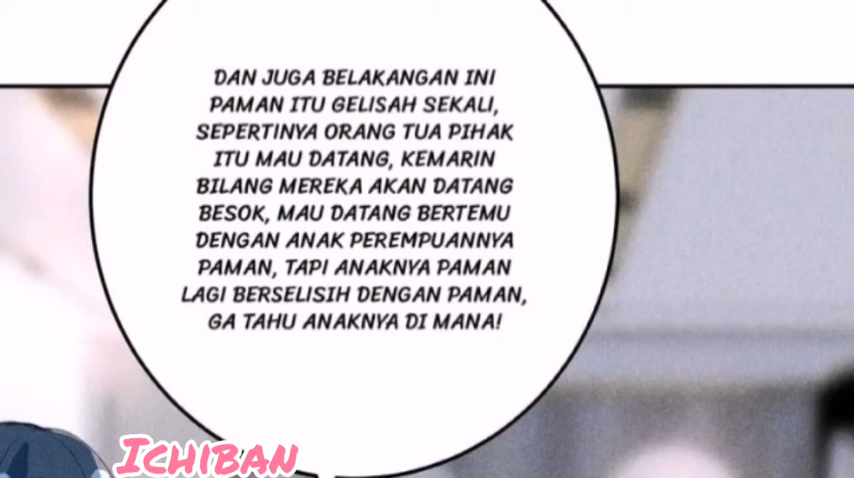 DAN JUGA BELAKANGAN INI
PAMAN ITU GELISAH SEKALI,
SEPERTINYA ORANG TUA PIHAK
ITU MAU DATANG, KEMARIN
BILANG MEREKA AKAN DATANG
BESOK, MAU DATANG BERTEMU
DENGAN ANAK PEREMPUANNYA
PAMAN, TAPI ANAKNYA PAMAN
LAGI BERSELISIH DENGAN PAMAN,
GA TAHU ANAKNYA DI MANA!
ICHIBAN